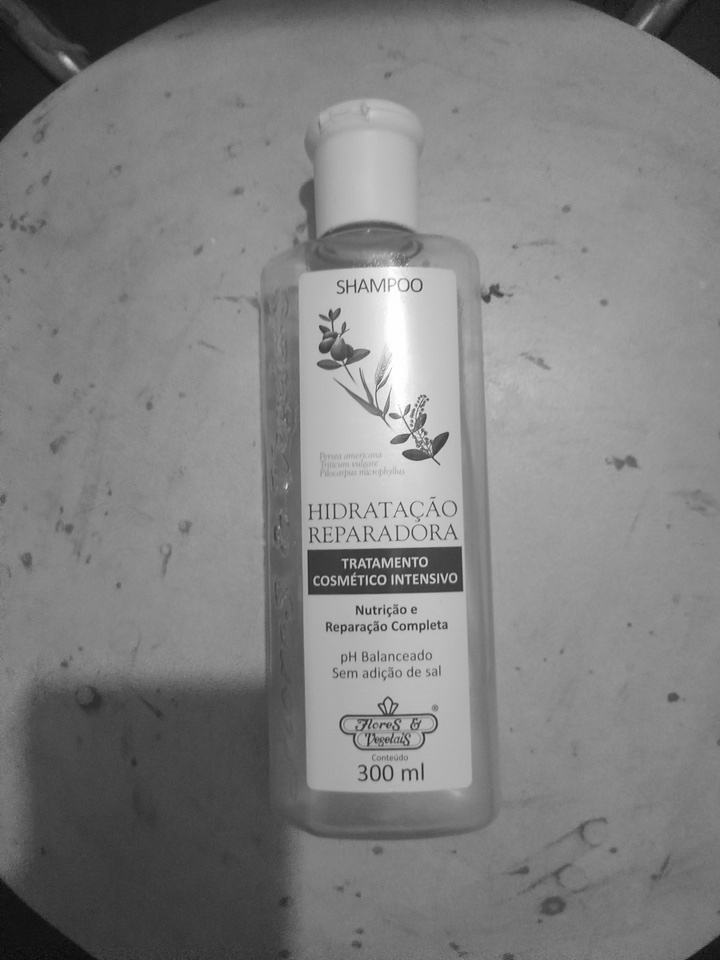 SHAMPOO
Persea americana
Triticum vulgare
Pilocarpus microphyllus
HIDRATAÇÃO
REPARADORA
TRATAMENTO
COSMÉTICO INTENSIVO
Nutrição e
Reparação Completa
pH Balanceado
Sem adição de sal
Flores &
Vegetais
®
Conteúdo
300 ml